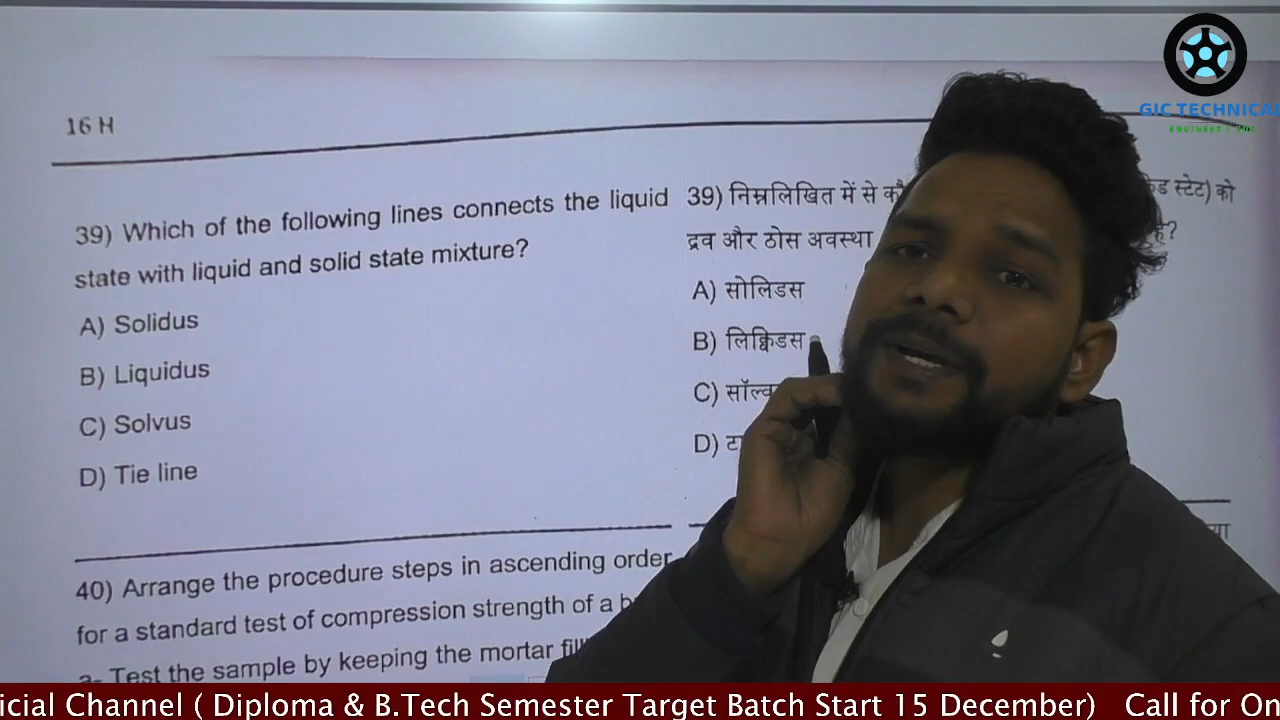 GIC TECHNICAL
16 H
39) Which of the following lines connects the liquid
state with liquid and solid state mixture?
A) Solidus
B) Liquidus
C) Solvus
D) Tie line
40) Arrange the procedure steps in ascending order
for a standard test of compression strength of a
a- Test the sample by keeping the mortar
39) निम्नलिखित में से
स्टेट) को
द्रव और ठोस अवस्था
है?
A) सोलिडस
B) लिक्विडस
C)
D)
icial Channel ( Diploma & B.Tech Semester Target Batch Start 15 December) Call for On